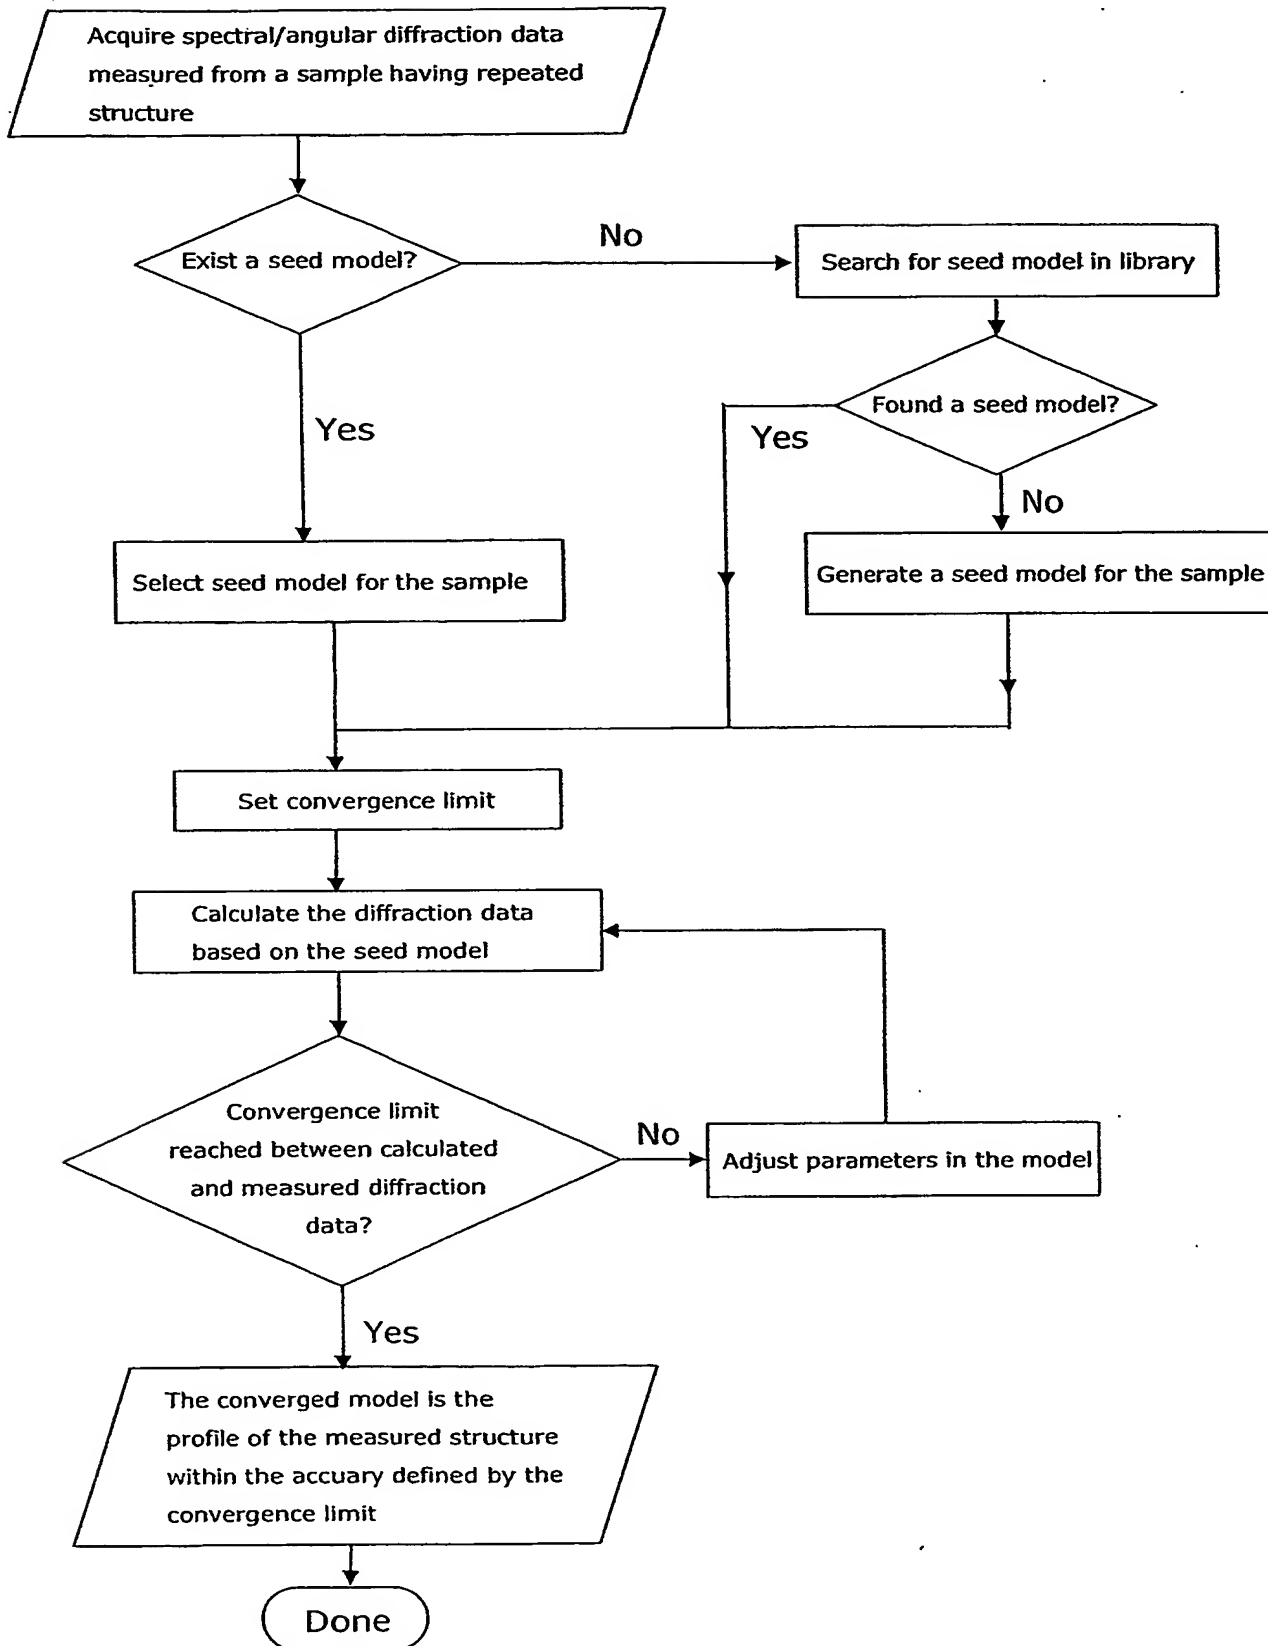 Acquire spectral/angular diffraction data
measured from a sample having repeated
structure
Exist a seed model?
No
Search for seed model in library
Found a seed model?
Yes
Yes
No
Select seed model for the sample
Generate a seed model for the sample
Set convergence limit
Calculate the diffraction data
based on the seed model
Convergence limit
reached between calculated
and measured diffraction
data?
No
Adjust parameters in the model
Yes
The converged model is the
profile of the measured structure
within the accuary defined by the
convergence limit
Done